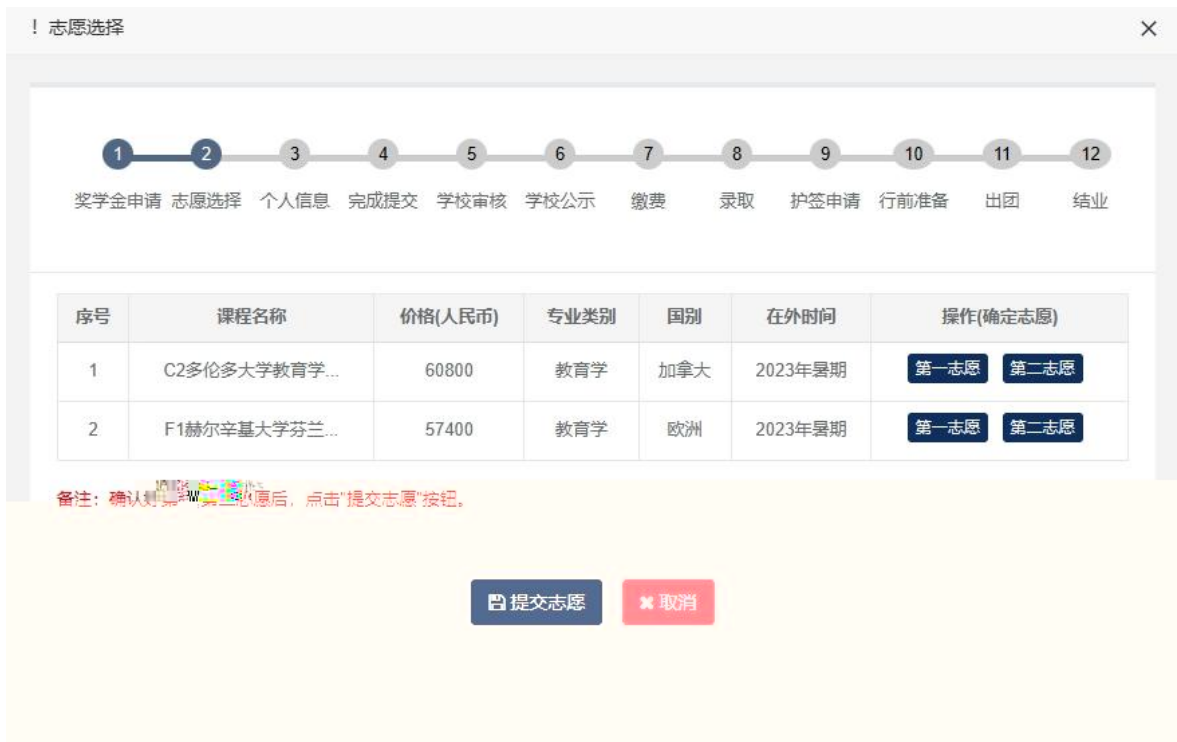 ! 志愿选择 ×
1 2 3 4 5 6 7 8 9 10 11 12
奖学金申请 志愿选择 个人信息 完成提交 学校审核 学校公示 缴费 录取 护签申请 行前准备 出团 结业
序号 课程名称 价格(人民币) 专业类别 国别 在外时间 操作(确定志愿)
1 C2多伦多大学教育学... 60800 教育学 加拿大 2023年暑期 第一志愿 第二志愿
2 F1赫尔辛基大学芬兰... 57400 教育学 欧洲 2023年暑期 第一志愿 第二志愿
备注：确认 愿后，点击"提交志愿"按钮。
提交志愿 取消